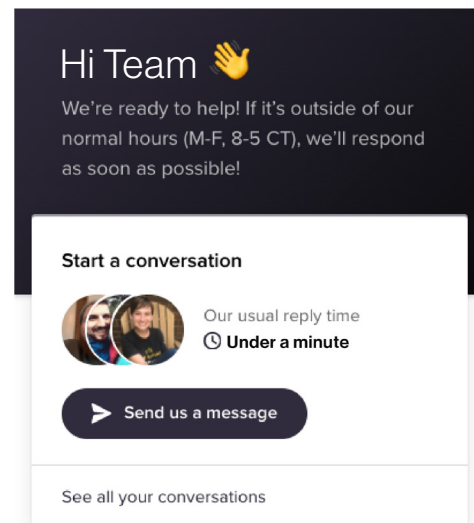 Hi Team 👋
We’re ready to help! If it’s outside of our
normal hours (M-F, 8-5 CT), we’ll respond
as soon as possible!
Start a conversation
Our usual reply time
Under a minute
Send us a message
See all your conversations